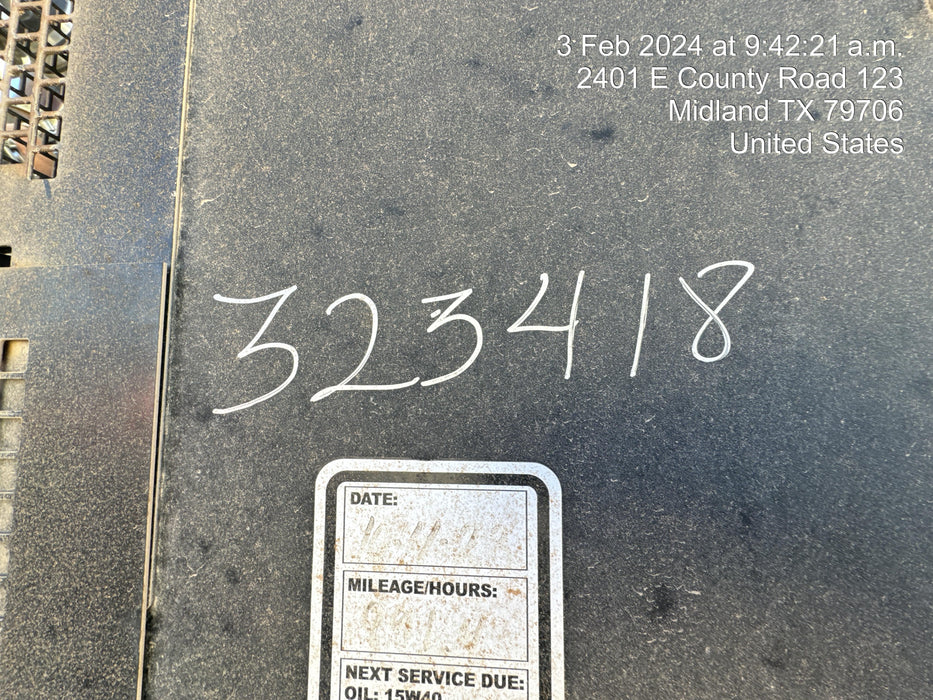 3 Feb 2024 at 9:42:21 a.m.
2401 E County Road 123
Midland TX 79706
United States
323418
DATE:
MILEAGE/HOURS:
NEXT SERVICE DUE:
OIL: 15W40